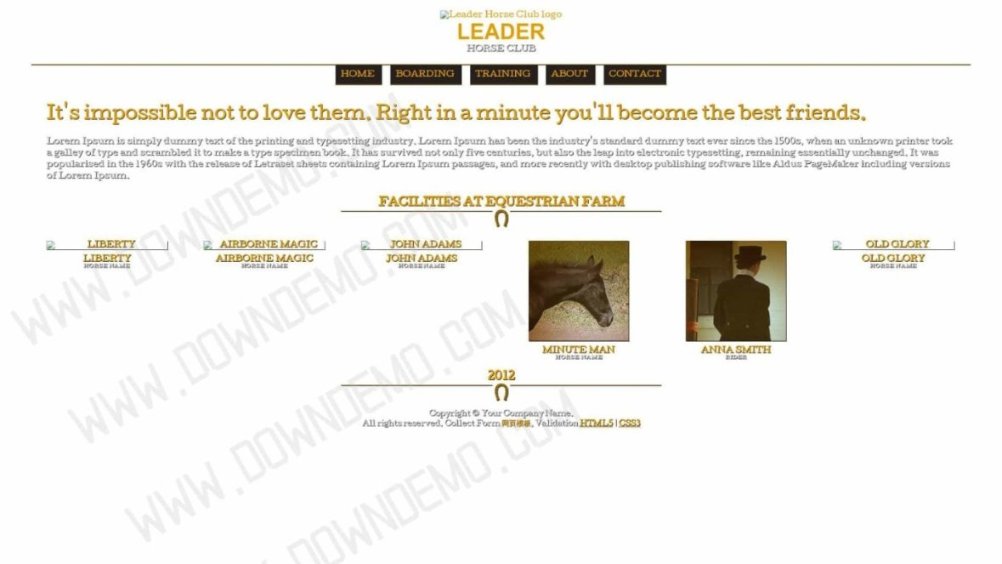 Leader Horse Club logo
LEADER
HORSE CLUB
HOME BOARDING TRAINING ABOUT CONTACT
It's impossible not to love them. Right in a minute you'll become the best friends.
Lorem Ipsum is simply dummy text of the printing and typesetting industry. Lorem Ipsum has been the industry's standard dummy text ever since the 1500s, when an unknown printer took
a galley of type and scrambled it to make a type specimen book. It has survived not only five centuries, but also the leap into electronic typesetting, remaining essentially unchanged. It was
popularised in the 1960s with the release of Letraset sheets containing Lorem Ipsum passages, and more recently with desktop publishing software like Aldus PageMaker including versions
of Lorem Ipsum.
FACILITIES AT EQUESTRIAN FARM
LIBERTY AIRBORNE MAGIC JOHN ADAMS OLD GLORY
LIBERTY AIRBORNE MAGIC JOHN ADAMS OLD GLORY
HORSE NAME HORSE NAME HORSE NAME HORSE NAME
MINUTE MAN ANNA SMITH
HORSE NAME RIDER
2012
Copyright © Your Company Name.
All rights reserved. Collect Form 网页模板. Validation HTML5 | CSS3
WWW.DOWNDEMO.COM
WWW.DOWNDEMO.COM
WWW.DOWNDEMO.COM
WWW.DOWNDEMO.COM